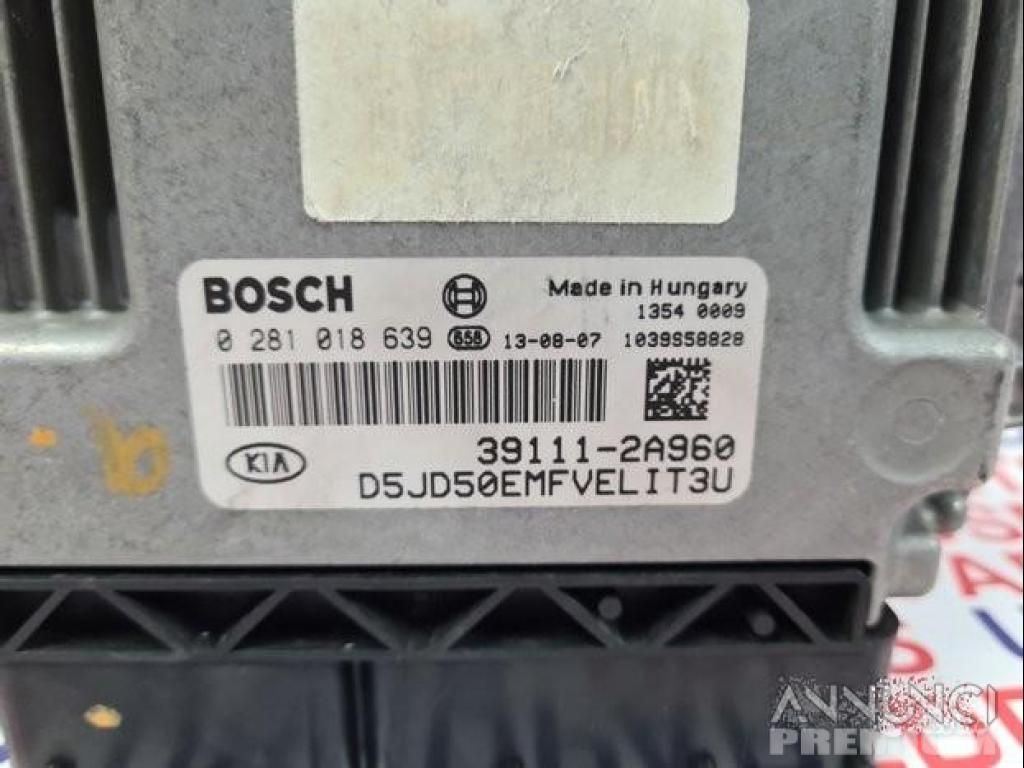 BOSCH
Made in Hungary
1354 0009
0 281 018 639 658 13-08-07 1039S58828
39111-2A960
KIA
D5JD50EMFVELIT3U
ANNUNCI
PREMIUM